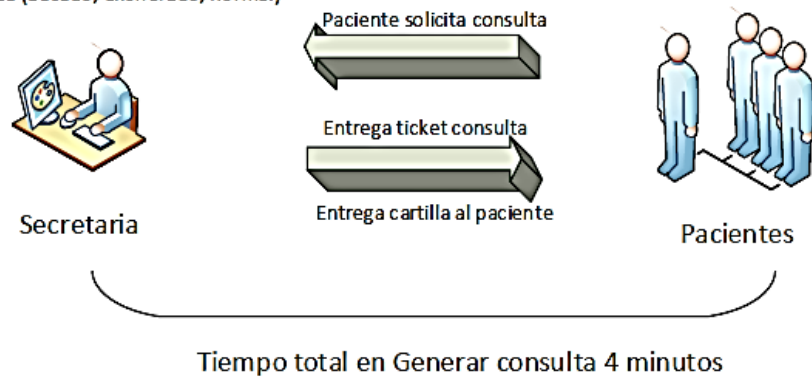 Paciente solicita consulta
Entrega ticket consulta
Entrega cartilla al paciente
Secretaria
Pacientes
Tiempo total en Generar consulta 4 minutos